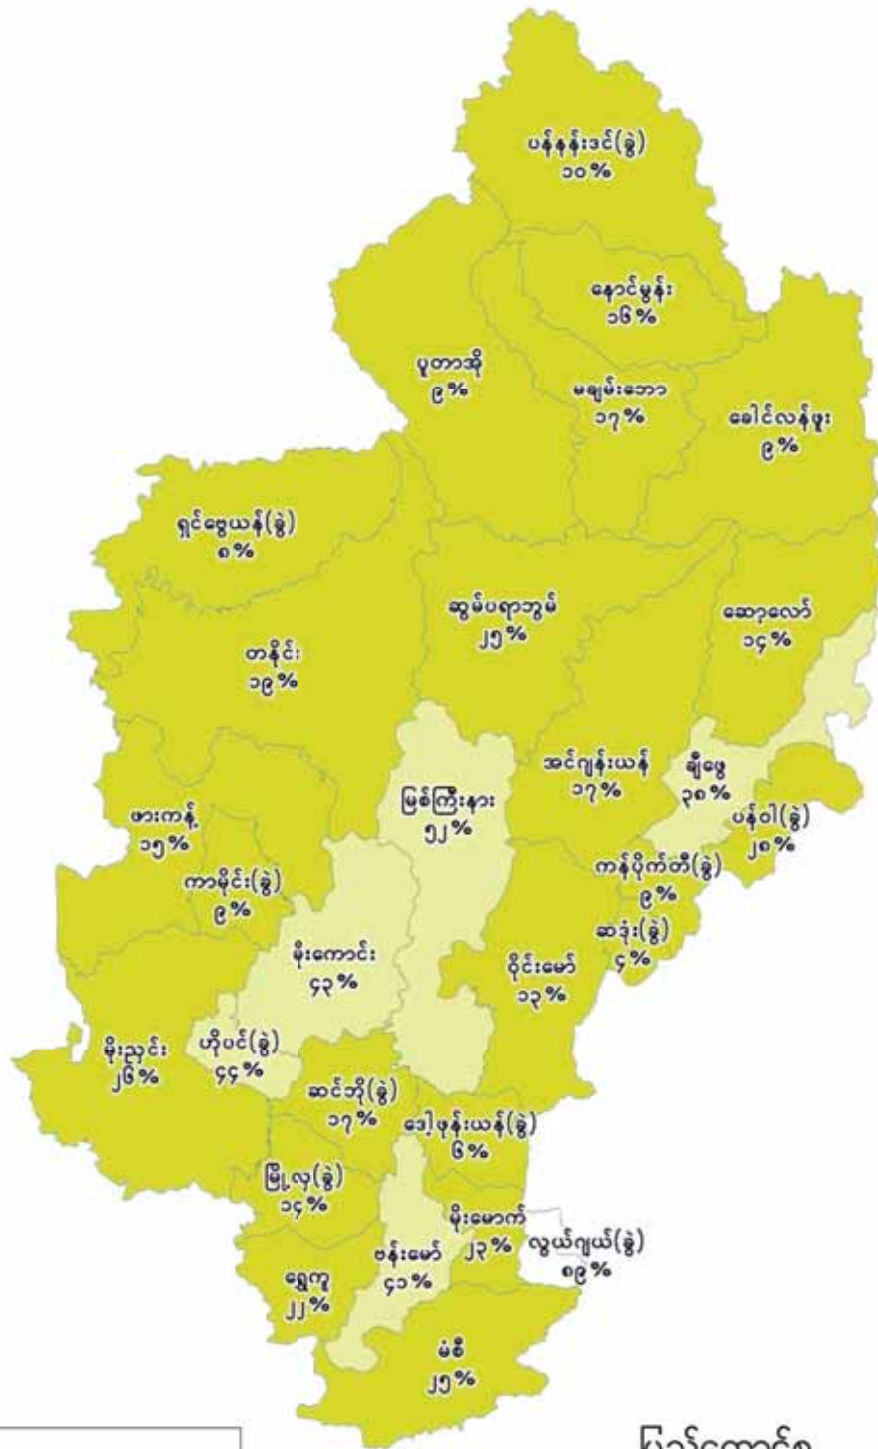 ပန်နန်းဒင်(ခွဲ)
၁၀%
နောင်မွန်း
၁၆%
ပူတာအို
၉%
မချမ်းဘော
၁၇%
ခေါင်လန်ဖူး
၉%
ရှင်ဗွေယန်(ခွဲ)
၈%
ဆွမ်ပရာဘွမ်
၂၅%
ဆော့လော်
၁၄%
တနိုင်း
၁၉%
အင်ဂျန်းယန်
၁၇%
ချီဖွေ
၃၈%
မြစ်ကြီးနား
၅၂%
ဖားကန့်
၁၅%
ပန်ဝါ(ခွဲ)
၂၈%
ကာမိုင်း(ခွဲ)
၉%
ကန်ပိုက်တီ(ခွဲ)
၉%
ဆဒုံး(ခွဲ)
၄%
မိုးကောင်း
၄၃%
ဝိုင်းမော်
၁၃%
မိုးညှင်း
၂၆%
ဟိုပင်(ခွဲ)
၄၄%
ဆင်ဘို(ခွဲ)
၁၇%
ဒေါ့ဖုန်းယန်(ခွဲ)
၆%
မြို့လှ(ခွဲ)
၁၄%
မိုးမောက်
၂၃%
လွယ်ဂျယ်(ခွဲ)
၈၉%
ဗန်းမော်
၄၁%
ရွှေကူ
၂၂%
မံစီ
၂၅%